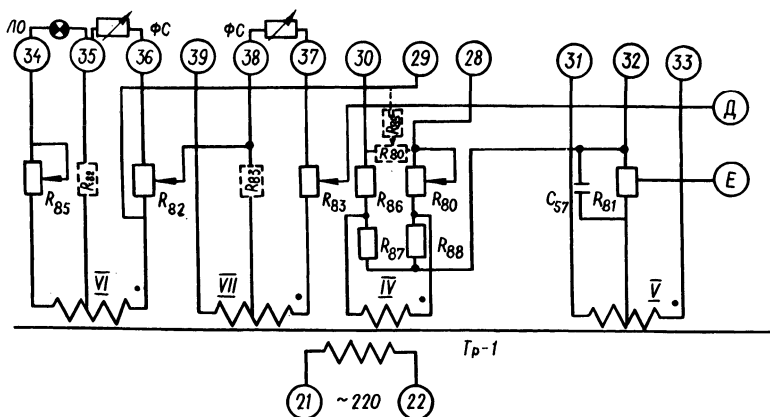 ЛО ФС ФС
34 35 36 39 38 37 30 29 28 31 32 33
Д
R80
E
R85 R82 R83 R86 R80 C57 R81
R87 R88
VI VII IV V
Тр-1
21 ~220 22